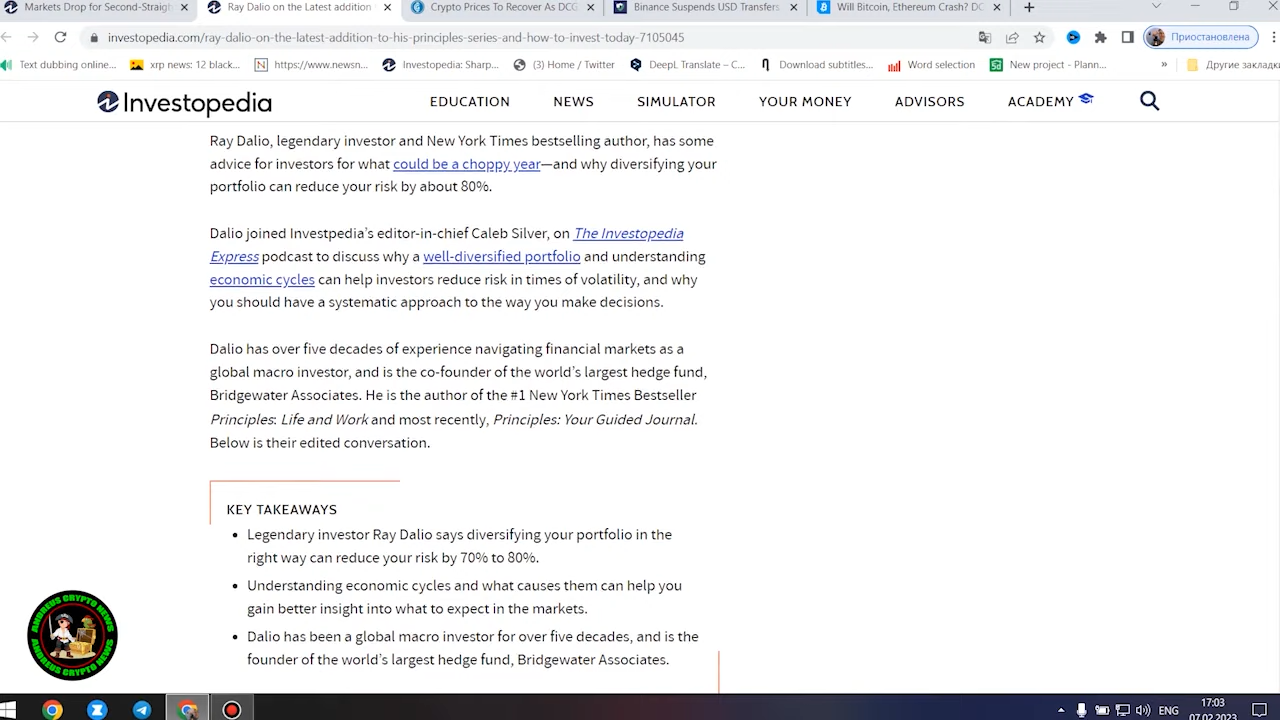 Markets Drop for Second-Straigh
Ray Dalio on the Latest addition
Crypto Prices To Recover As DCG
Binance Suspends USD Transfers
Will Bitcoin, Ethereum Crash? DC
investopedia.com/ray-dalio-on-the-latest-addition-to-his-principles-series-and-how-to-invest-today-7105045
Приостановлена
Text dubbing online...
xrp news: 12 black...
https://www.newsn...
Investopedia: Sharp...
(3) Home / Twitter
DeepL Translate – C...
Download subtitles...
Word selection
New project - Plann...
»
Другие закладки
Investopedia
EDUCATION
NEWS
SIMULATOR
YOUR MONEY
ADVISORS
ACADEMY
Ray Dalio, legendary investor and New York Times bestselling author, has some
advice for investors for what could be a choppy year—and why diversifying your
portfolio can reduce your risk by about 80%.
Dalio joined Investpedia's editor-in-chief Caleb Silver, on The Investopedia
Express podcast to discuss why a well-diversified portfolio and understanding
economic cycles can help investors reduce risk in times of volatility, and why
you should have a systematic approach to the way you make decisions.
Dalio has over five decades of experience navigating financial markets as a
global macro investor, and is the co-founder of the world's largest hedge fund,
Bridgewater Associates. He is the author of the #1 New York Times Bestseller
Principles: Life and Work and most recently, Principles: Your Guided Journal.
Below is their edited conversation.
KEY TAKEAWAYS
• Legendary investor Ray Dalio says diversifying your portfolio in the
right way can reduce your risk by 70% to 80%.
• Understanding economic cycles and what causes them can help you
gain better insight into what to expect in the markets.
• Dalio has been a global macro investor for over five decades, and is the
founder of the world's largest hedge fund, Bridgewater Associates.
ANDREUS CRYPTO NEWS
ANDREUS CRYPTO NEWS
ENG
17:03
07.02.2023